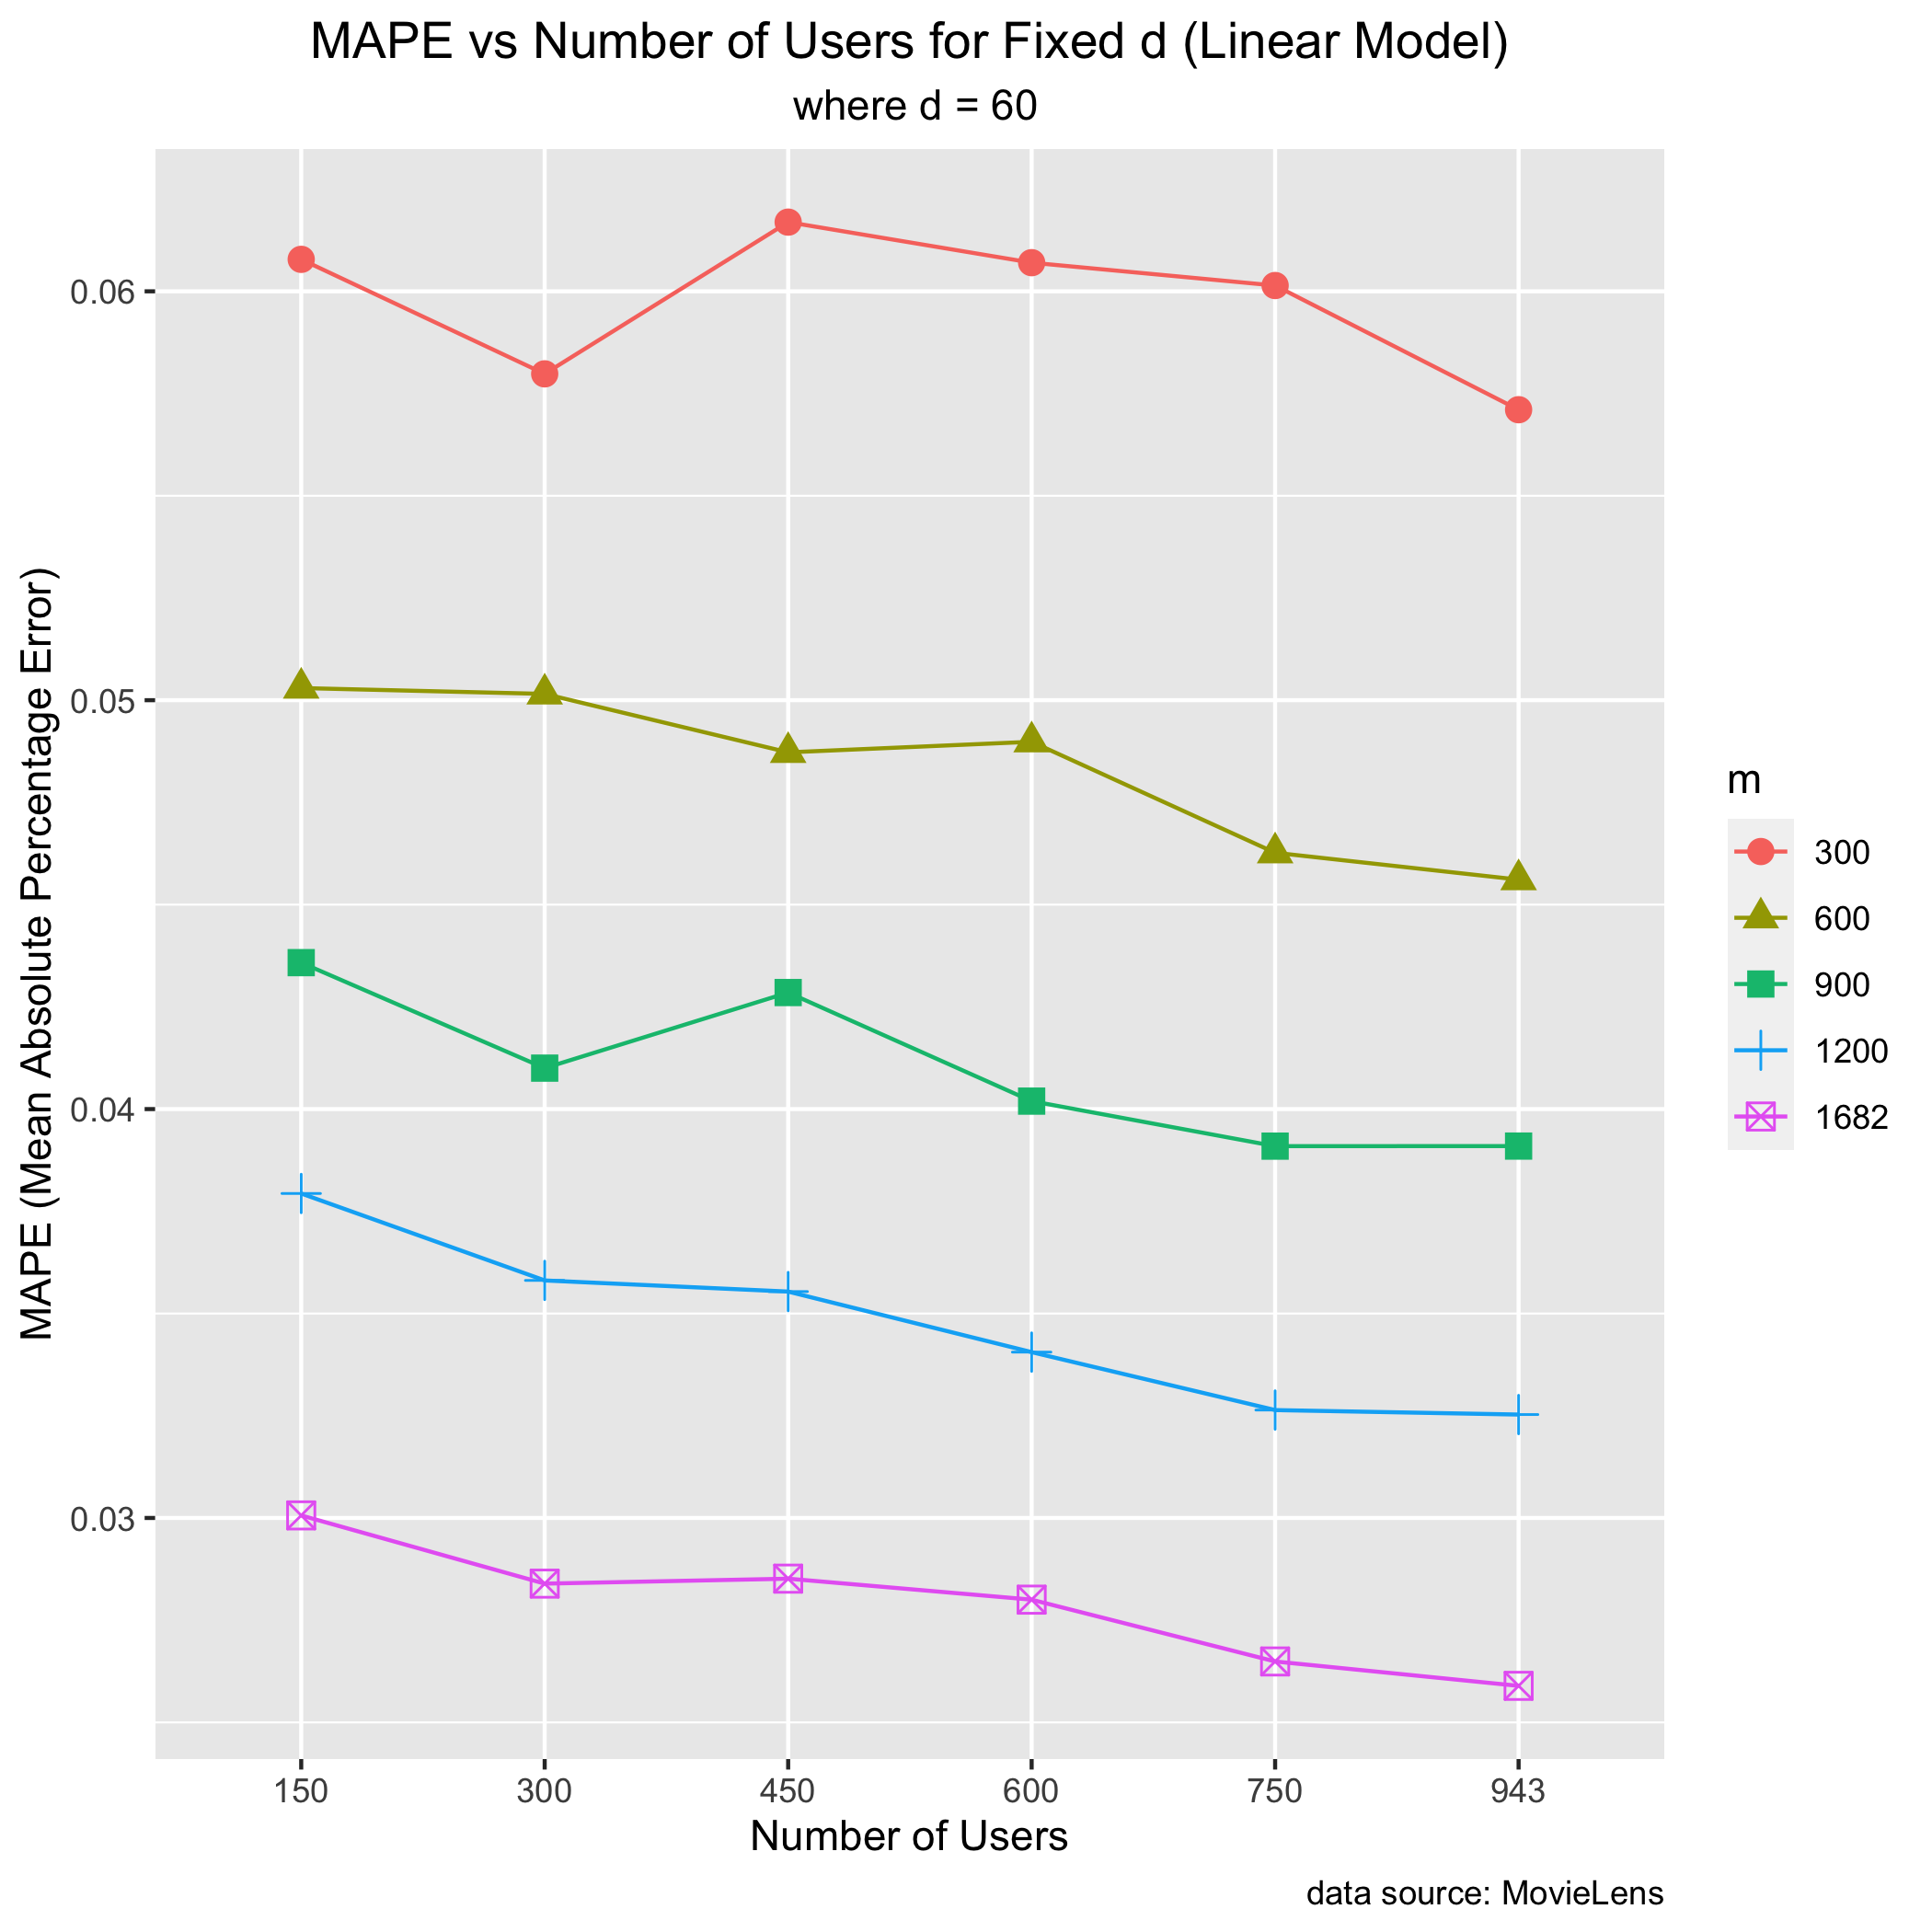 MAPE vs Number of Users for Fixed d (Linear Model)
where d = 60
MAPE (Mean Absolute Percentage Error)
0.06
0.05
0.04
0.03
150 300 450 600 750 943
Number of Users
m
300
600
900
1200
1682
data source: MovieLens